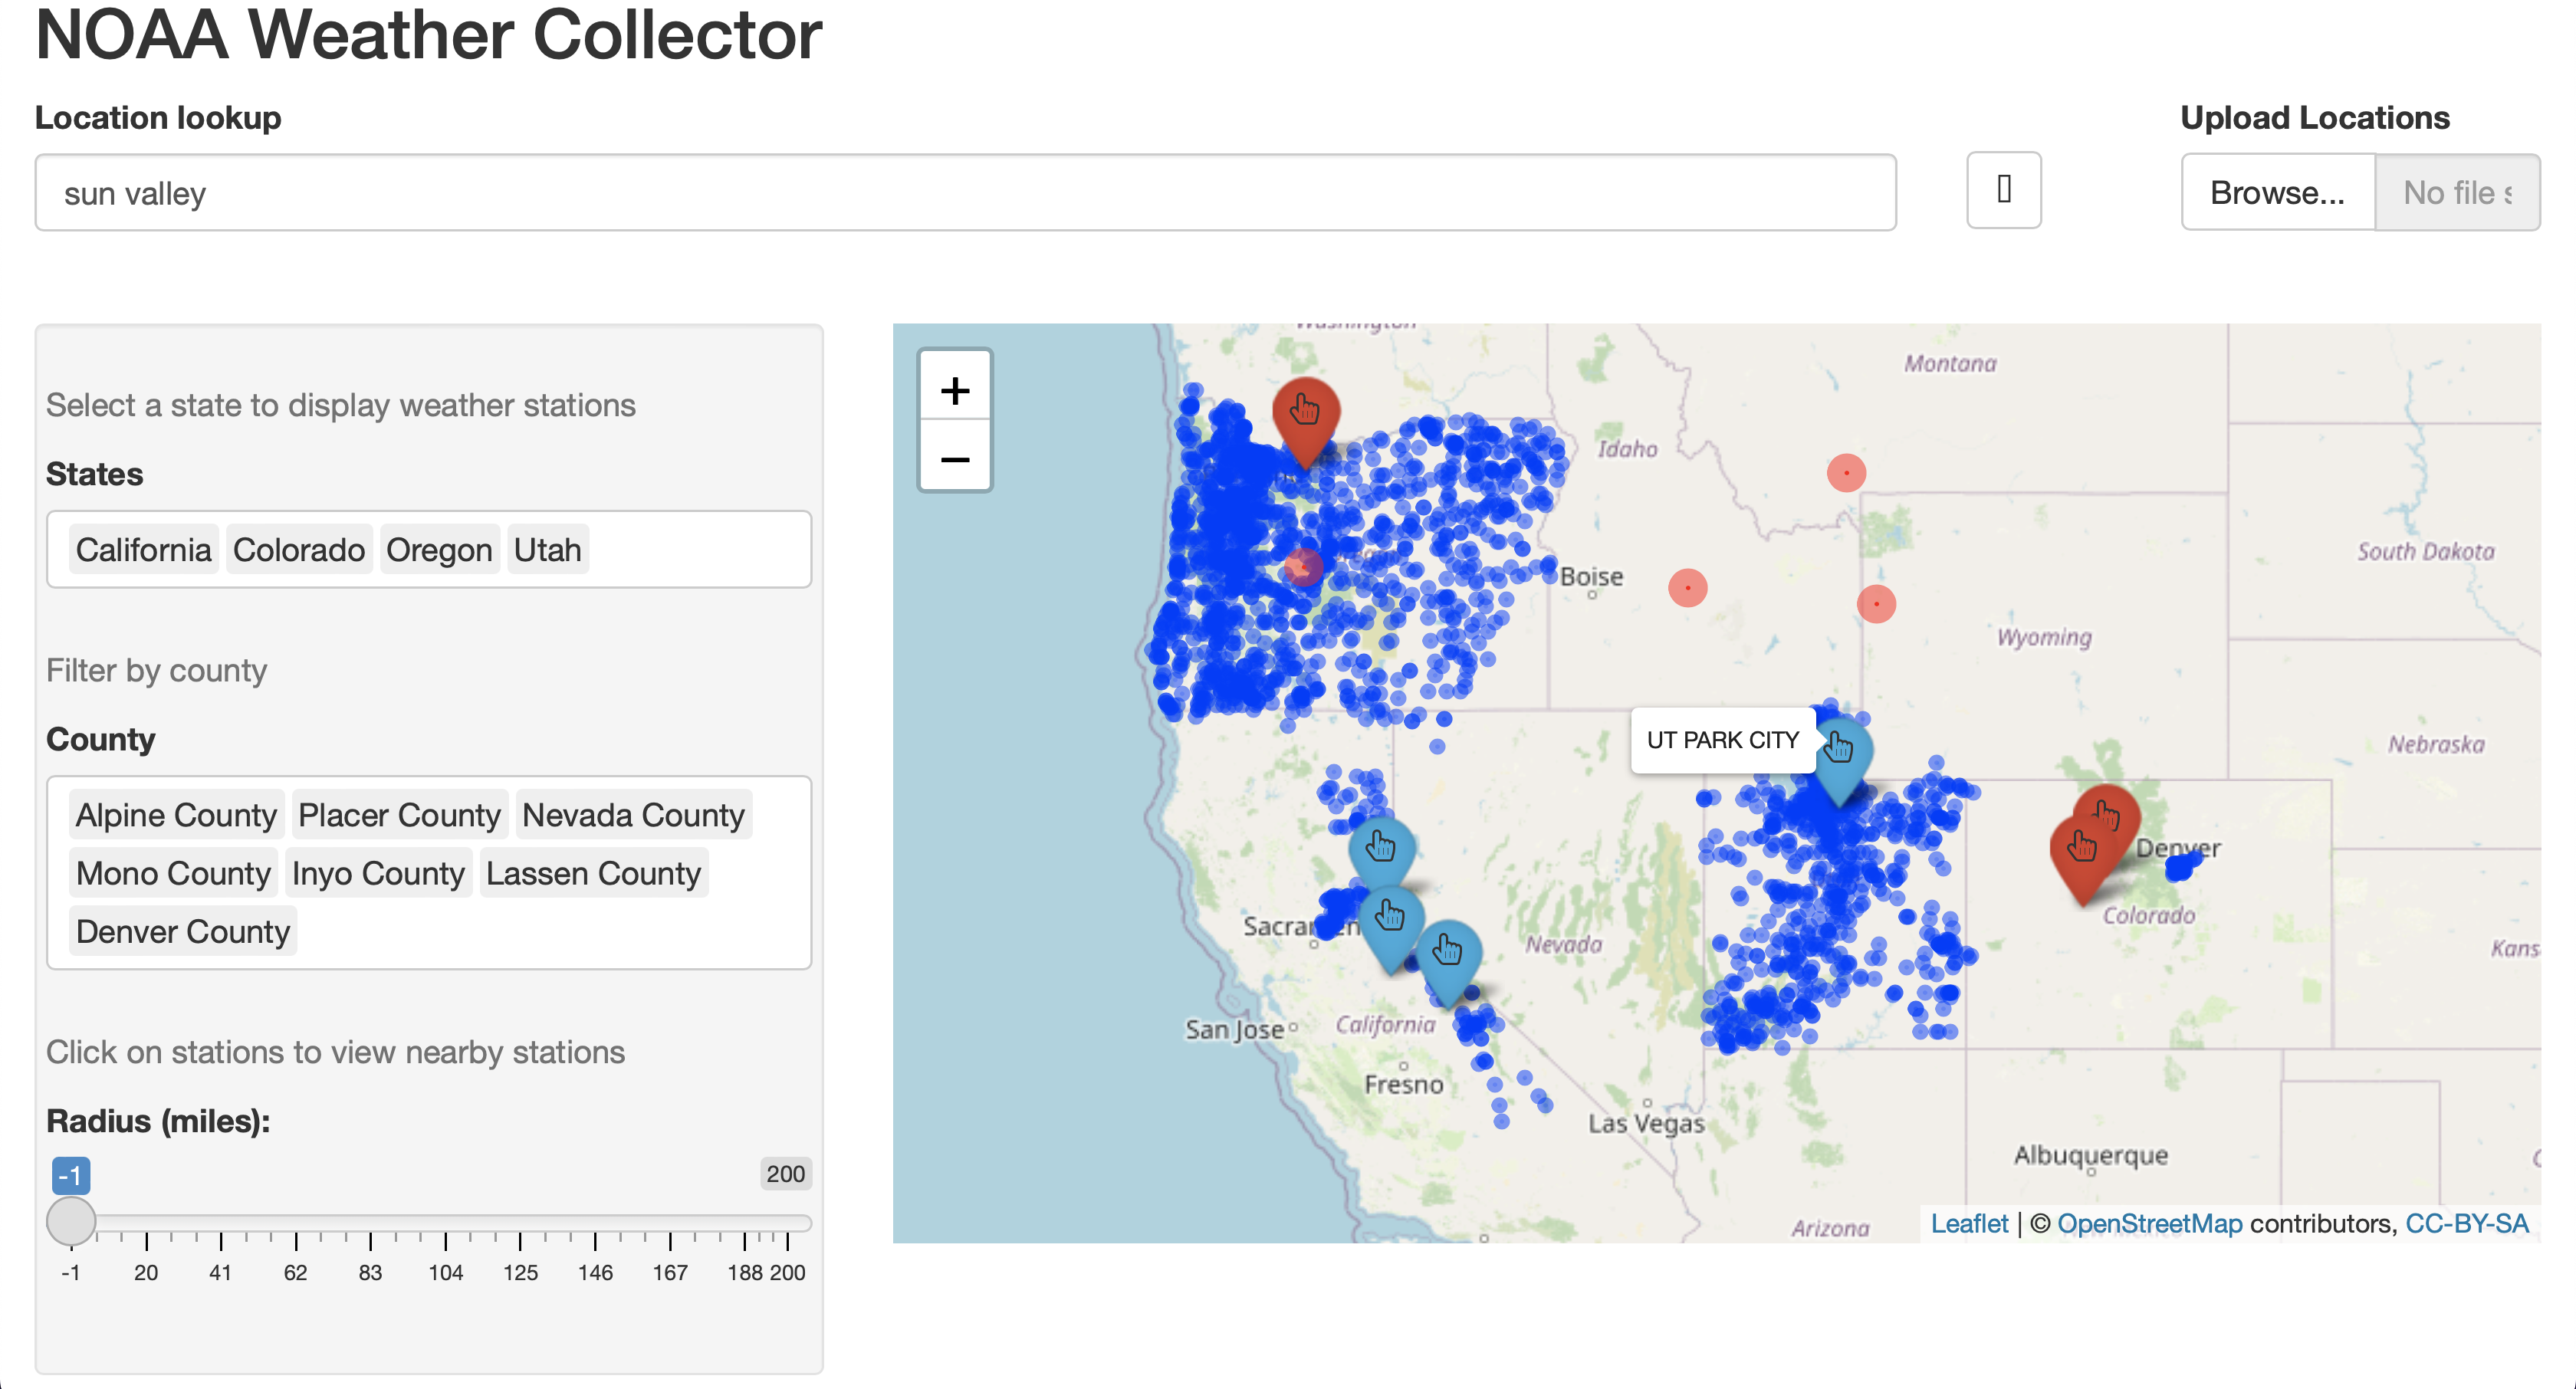 NOAA Weather Collector
Location lookup
sun valley
Upload Locations
Browse...
No file s
Select a state to display weather stations
States
California Colorado Oregon Utah
Filter by county
County
Alpine County Placer County Nevada County
Mono County Inyo County Lassen County
Denver County
Click on stations to view nearby stations
Radius (miles):
-1
200
-1 20 41 62 83 104 125 146 167 188 200
+
−
Washington
Montana
Idaho
South Dakota
Boise
Wyoming
UT PARK CITY
Nebraska
Denver
Colorado
Nevada
Kans
San Jose
California
Fresno
Las Vegas
Albuquerque
Arizona
Leaflet | © OpenStreetMap contributors, CC-BY-SA